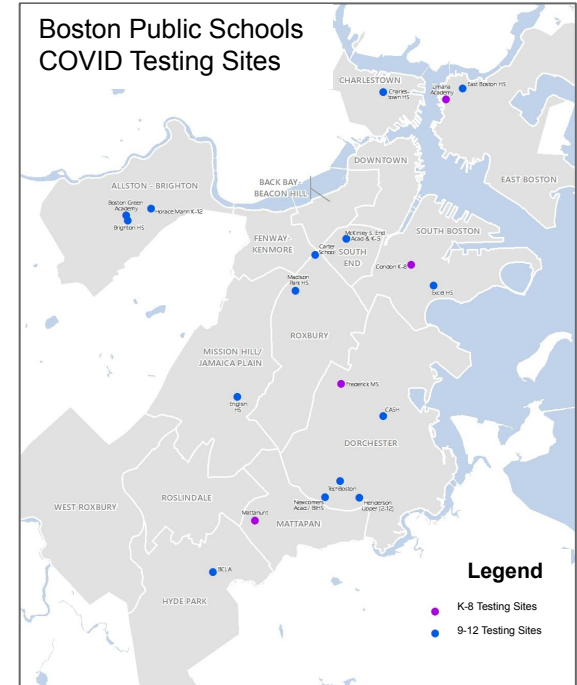 Boston Public Schools
COVID Testing Sites
CHARLESTOWN
Charles-
town HS
Umana
Academy
East Boston HS
DOWNTOWN
EAST BOSTON
BACK BAY-
BEACON HILL
ALLSTON - BRIGHTON
Boston Green
Academy
Horace Mann K-12
Brighton HS
FENWAY-
KENMORE
McKinley S. End
Acad & K-5
Carter
School
SOUTH
END
SOUTH BOSTON
Condon K-8
Excel HS
Madison
Park HS
ROXBURY
MISSION HILL/
JAMAICA PLAIN
Frederick MS
English
HS
CASH
DORCHESTER
TechBoston
Newcomers
Acad./ BIHS
Henderson
Upper (2-12)
WEST ROXBURY
ROSLINDALE
Mattahunt
MATTAPAN
BCLA
HYDE PARK
Legend
K-8 Testing Sites
9-12 Testing Sites